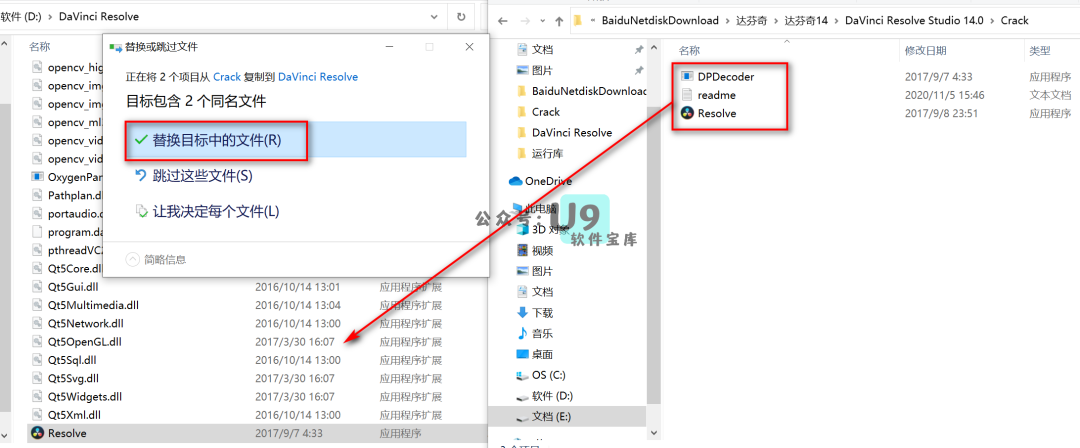 软件 (D:) › DaVinci Resolve
名称
opencv_hig
opencv_img
opencv_img
opencv_ml
opencv_vid
opencv_vid
OxygenPan
Pathplan.d
portaudio.d
program.da
pthreadVC2
Qt5Core.dl
Qt5Gui.dll 2016/10/14 13:01 应用程序扩展
Qt5Multimedia.dll 2016/10/14 13:04 应用程序扩展
Qt5Network.dll 2016/10/14 13:00 应用程序扩展
Qt5OpenGL.dll 2017/3/30 16:07 应用程序扩展
Qt5Sql.dll 2016/10/14 13:00 应用程序扩展
Qt5Svg.dll 2017/3/30 16:07 应用程序扩展
Qt5Widgets.dll 2017/3/30 16:07 应用程序扩展
Qt5Xml.dll 2016/10/14 13:00 应用程序扩展
Resolve 2017/9/7 4:33 应用程序
替换或跳过文件
正在将 2 个项目从 Crack 复制到 DaVinci Resolve
目标包含 2 个同名文件
替换目标中的文件(R)
跳过这些文件(S)
让我决定每个文件(L)
简略信息
« BaiduNetdiskDownload › 达芬奇 › 达芬奇14 › DaVinci Resolve Studio 14.0 › Crack
文档
图片
BaiduNetdiskDownload
Crack
DaVinci Resolve
运行库
OneDrive
此电脑
3D 对象
视频
图片
文档
下载
音乐
桌面
OS (C:)
软件 (D:)
文档 (E:)
名称 修改日期 类型
DPDecoder 2017/9/7 4:33 应用程序
readme 2020/11/5 15:46 文本文档
Resolve 2017/9/8 23:51 应用程序
公众号:U9
软件宝库